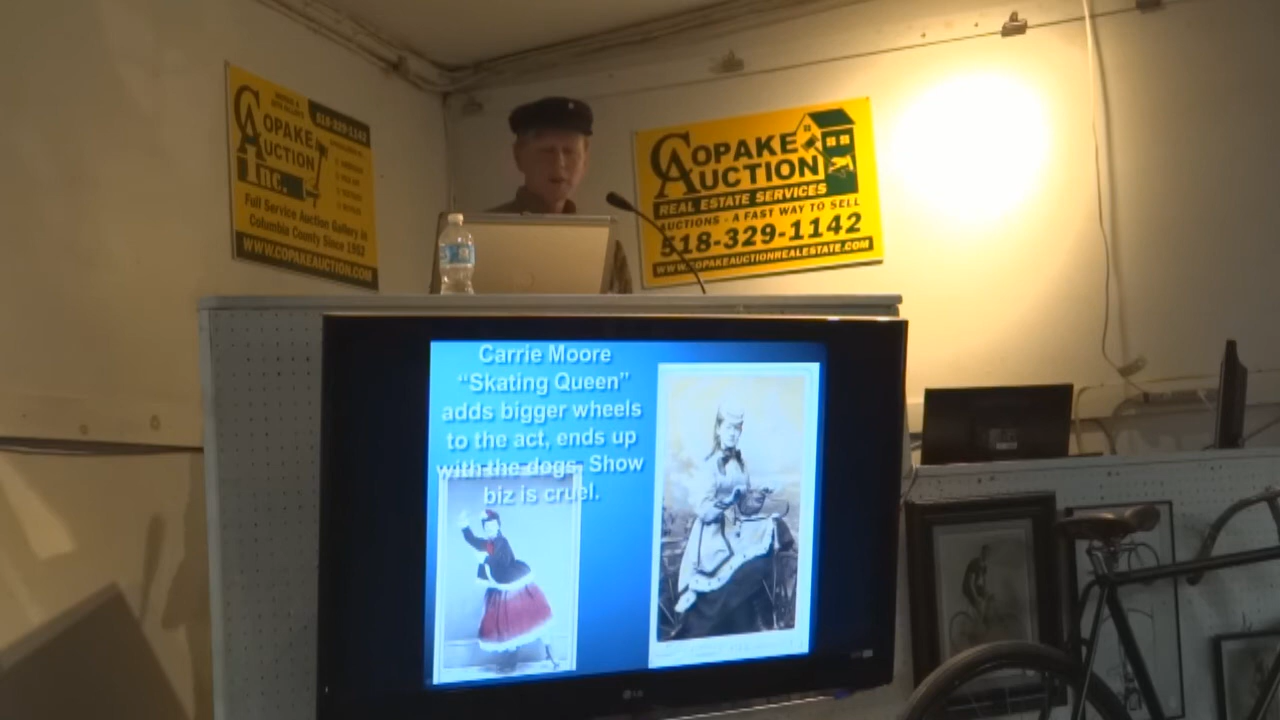 518-329-1142
COPAKE
AUCTION
Inc.
Full Service Auction Gallery in
Columbia County Since 1952
WWW.COPAKEAUCTION.COM
COPAKE
AUCTION
REAL ESTATE SERVICES
AUCTIONS - A FAST WAY TO SELL
518-329-1142
WWW.COPAKEAUCTIONREALESTATE.COM
Carrie Moore
“Skating Queen”
adds bigger wheels
to the act, ends up
with the dogs. Show
biz is cruel.
LG